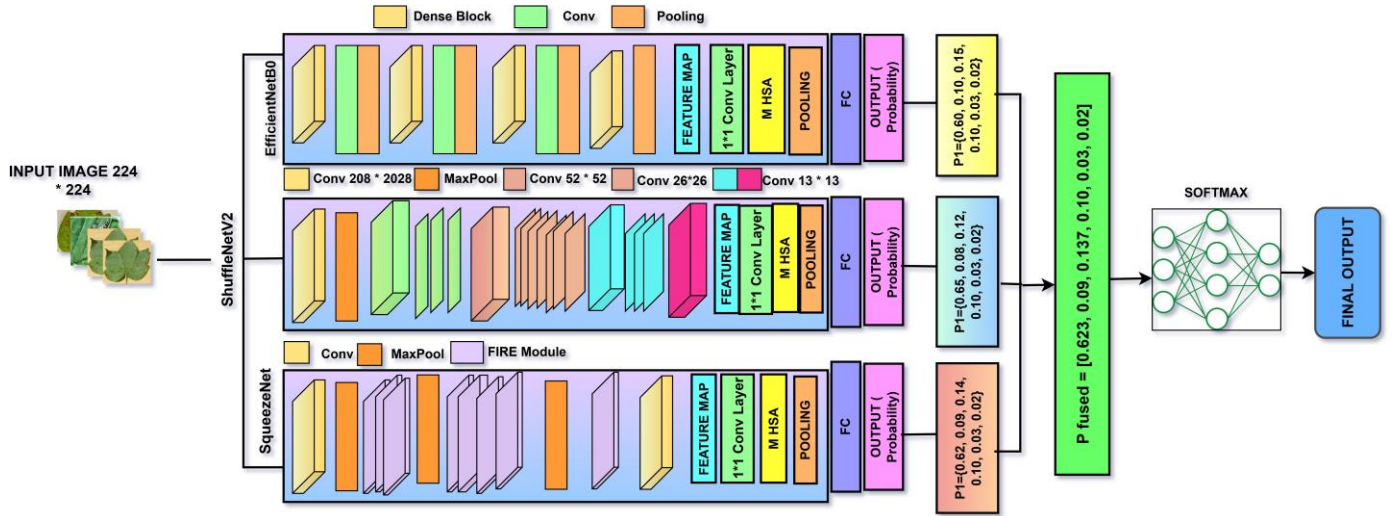 Dense Block
Conv
Pooling
EfficientNetB0
FEATURE MAP
1*1 Conv Layer
M HSA
POOLING
FC
OUTPUT (
Probability)
P1={0.60, 0.10, 0.15,
0.10, 0.03, 0.02}
INPUT IMAGE 224
* 224
Conv 208 * 2028
MaxPool
Conv 52 * 52
Conv 26*26
Conv 13 * 13
ShuffleNetV2
FEATURE MAP
1*1 Conv Layer
M HSA
POOLING
FC
OUTPUT (
Probability)
P1={0.65, 0.08, 0.12,
0.10, 0.03, 0.02}
Conv
MaxPool
FIRE Module
SqueezeNet
FEATURE MAP
1*1 Conv Layer
M HSA
POOLING
FC
OUTPUT (
Probability)
P1={0.62, 0.09, 0.14,
0.10, 0.03, 0.02}
P fused = [0.623, 0.09, 0.137, 0.10, 0.03, 0.02]
SOFTMAX
FINAL OUTPUT